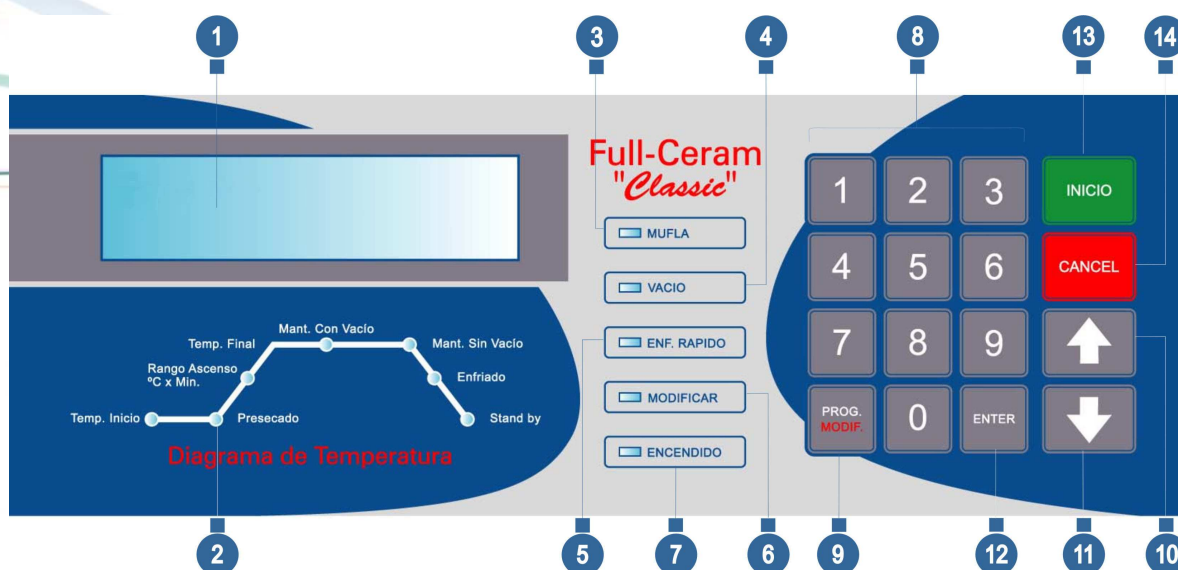 1
3
4
8
13
14
Full-Ceram
"Classic"
MUFLA
VACIO
ENF. RAPIDO
MODIFICAR
ENCENDIDO
1
2
3
INICIO
4
5
6
CANCEL
7
8
9
PROG.
MODIF.
0
ENTER
Mant. Con Vacío
Temp. Final
Mant. Sin Vacío
Rango Ascenso
ºC x Min.
Enfriado
Temp. Inicio
Presecado
Stand by
Diagrama de Temperatura
2
5
7
6
9
12
11
10